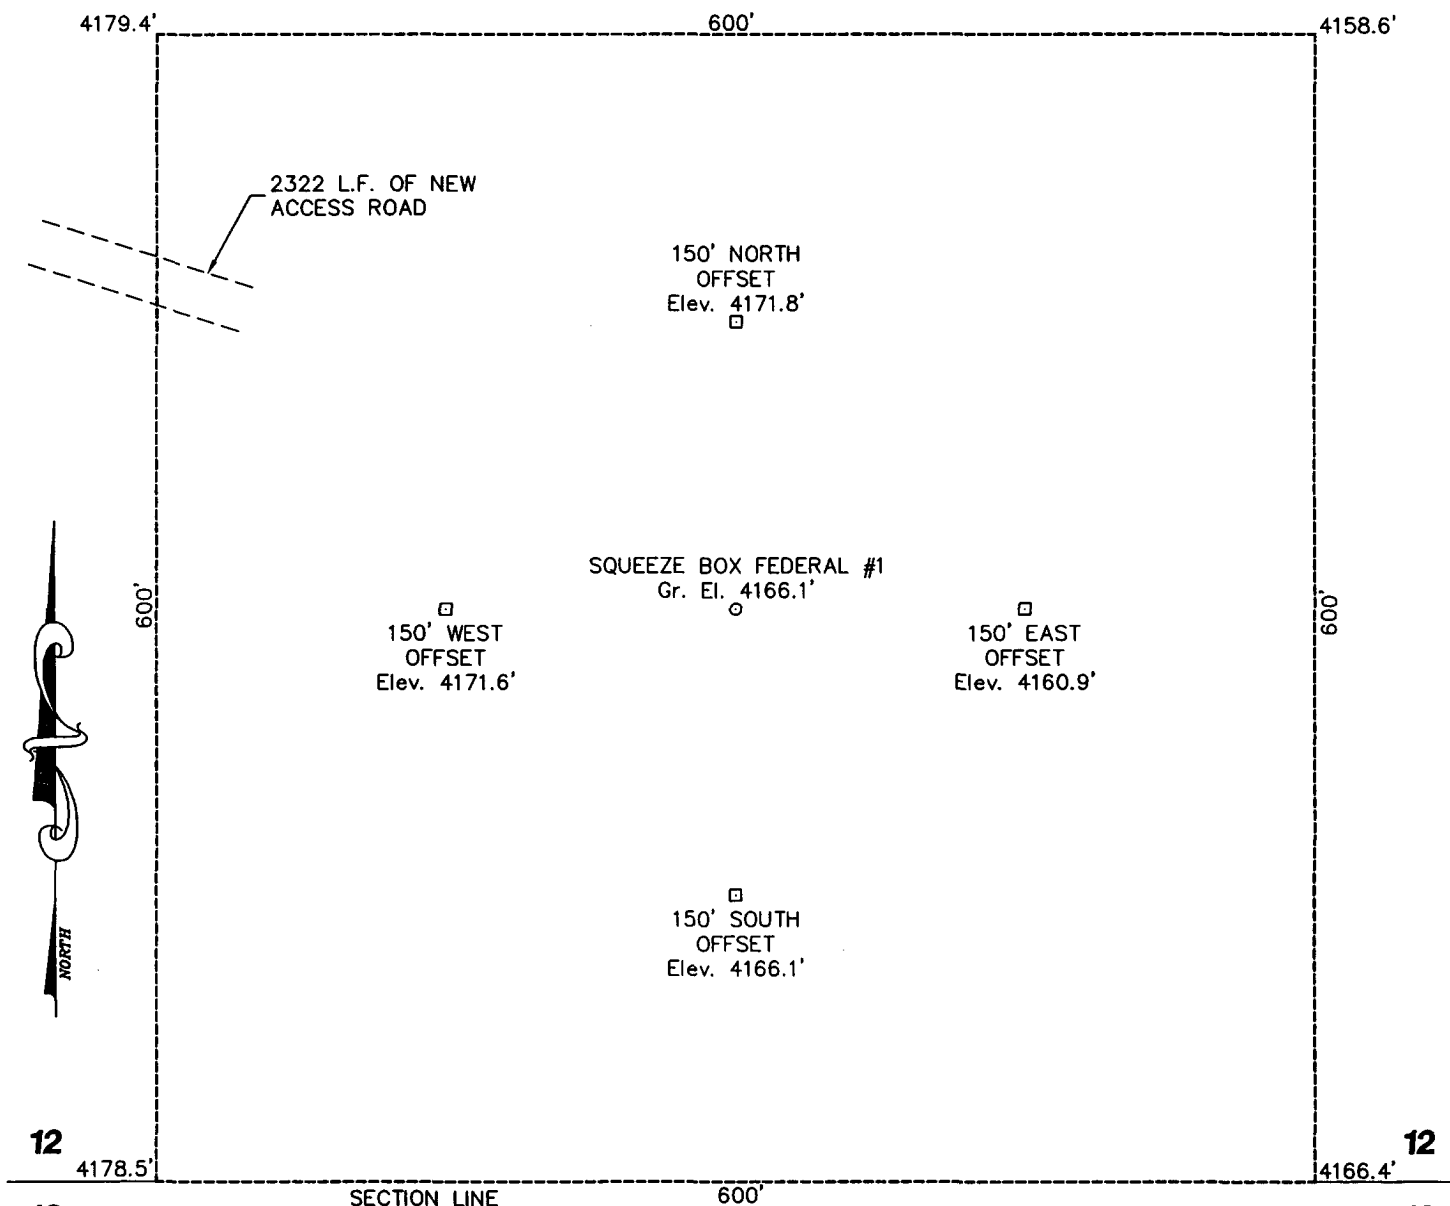 4179.4' 600' 4158.6'
2322 L.F. OF NEW
ACCESS ROAD
150' NORTH
OFFSET
Elev. 4171.8'
SQUEEZE BOX FEDERAL #1
Gr. El. 4166.1'
600'
600'
150' WEST
OFFSET
Elev. 4171.6'
150' EAST
OFFSET
Elev. 4160.9'
150' SOUTH
OFFSET
Elev. 4166.1'
NORTH
12
12
4178.5'
4166.4'
SECTION LINE
600'